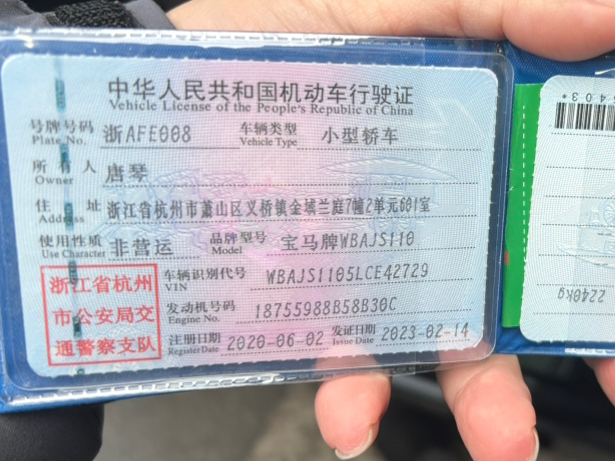 中华人民共和国机动车行驶证
Vehicle License of the People's Republic of China
号牌号码 浙AFE008 车辆类型 小型轿车
Plate No. Vehicle Type
所有人 唐琴
Owner
住址 浙江省杭州市萧山区义桥镇金城兰庭7幢2单元601室
Address
使用性质 非营运 品牌型号 宝马牌WBAJS110
Use Character Model
浙江省杭州
市公安局交
通警察支队
车辆识别代号 WBAJS1105LCE42729
VIN
发动机号码 18755988B58B30C
Engine No.
注册日期 2020-06-02 发证日期 2023-02-14
Register Date Issue Date
2240kg